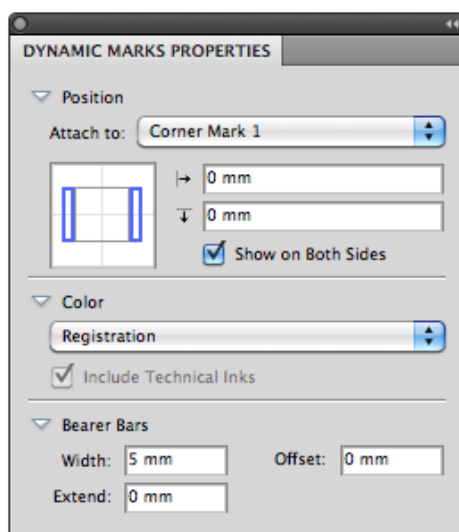 DYNAMIC MARKS PROPERTIES
Position
Attach to: Corner Mark 1
0 mm
0 mm
Show on Both Sides
Color
Registration
Include Technical Inks
Bearer Bars
Width: 5 mm Offset: 0 mm
Extend: 0 mm